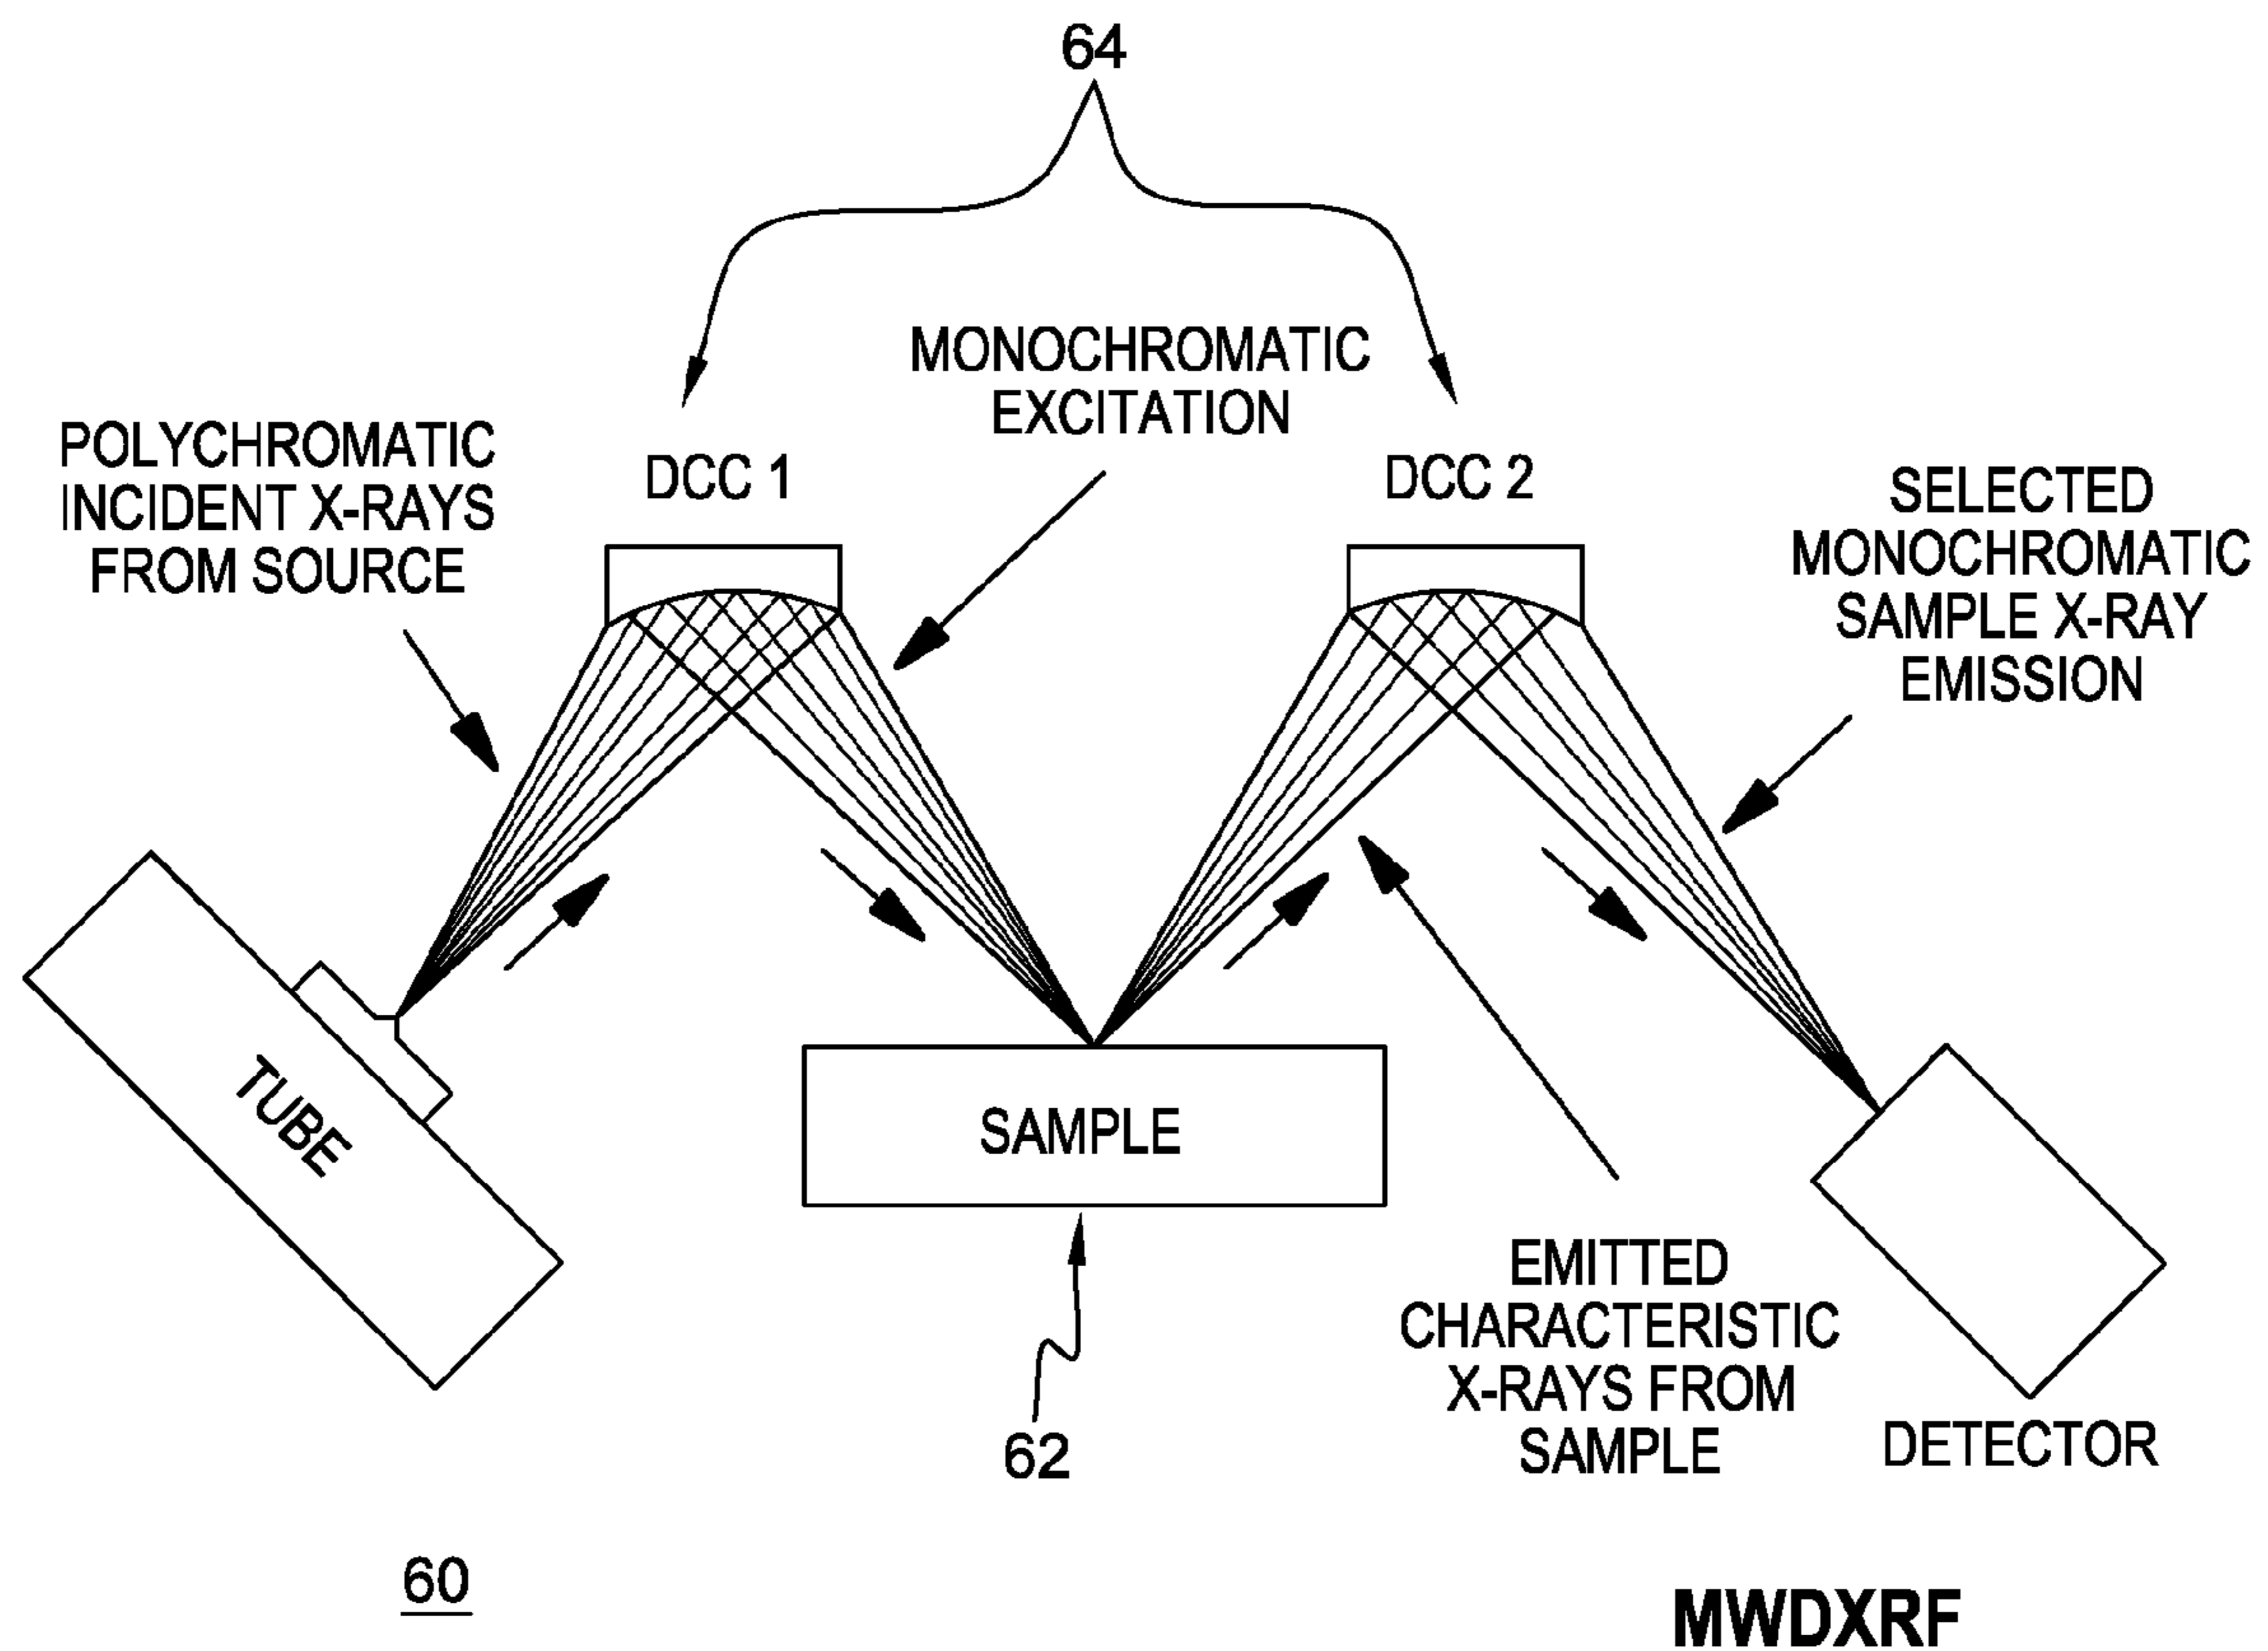 64
MONOCHROMATIC
EXCITATION
POLYCHROMATIC
INCIDENT X-RAYS
FROM SOURCE
DCC 1
DCC 2
SELECTED
MONOCHROMATIC
SAMPLE X-RAY
EMISSION
TUBE
SAMPLE
62
EMITTED
CHARACTERISTIC
X-RAYS FROM
SAMPLE
DETECTOR
60
MWDXRF